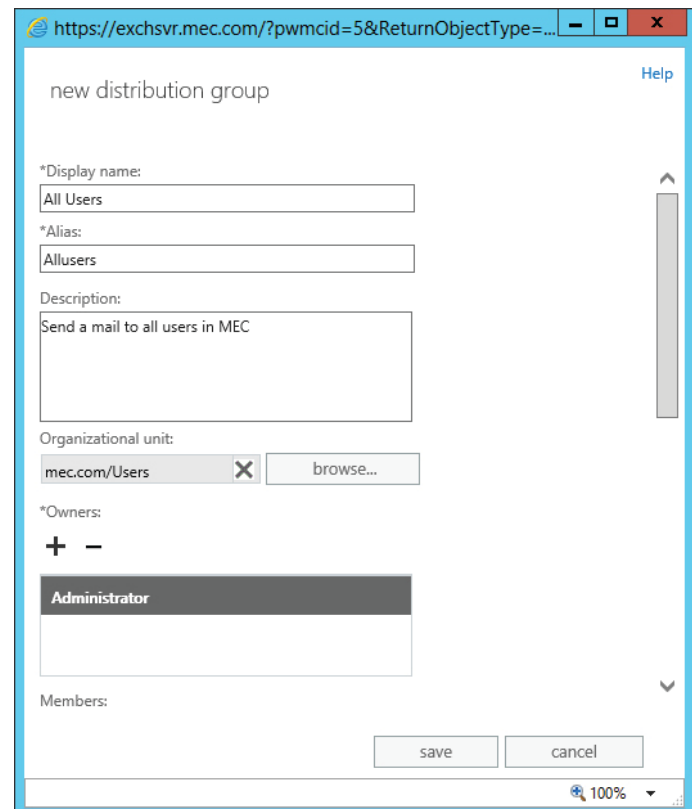 https://exchsvr.mec.com/?pwmcid=5&ReturnObjectType=...
Help
new distribution group
*Display name:
All Users
*Alias:
Allusers
Description:
Send a mail to all users in MEC
Organizational unit:
mec.com/Users
browse...
*Owners:
Administrator
Members:
save cancel
100%